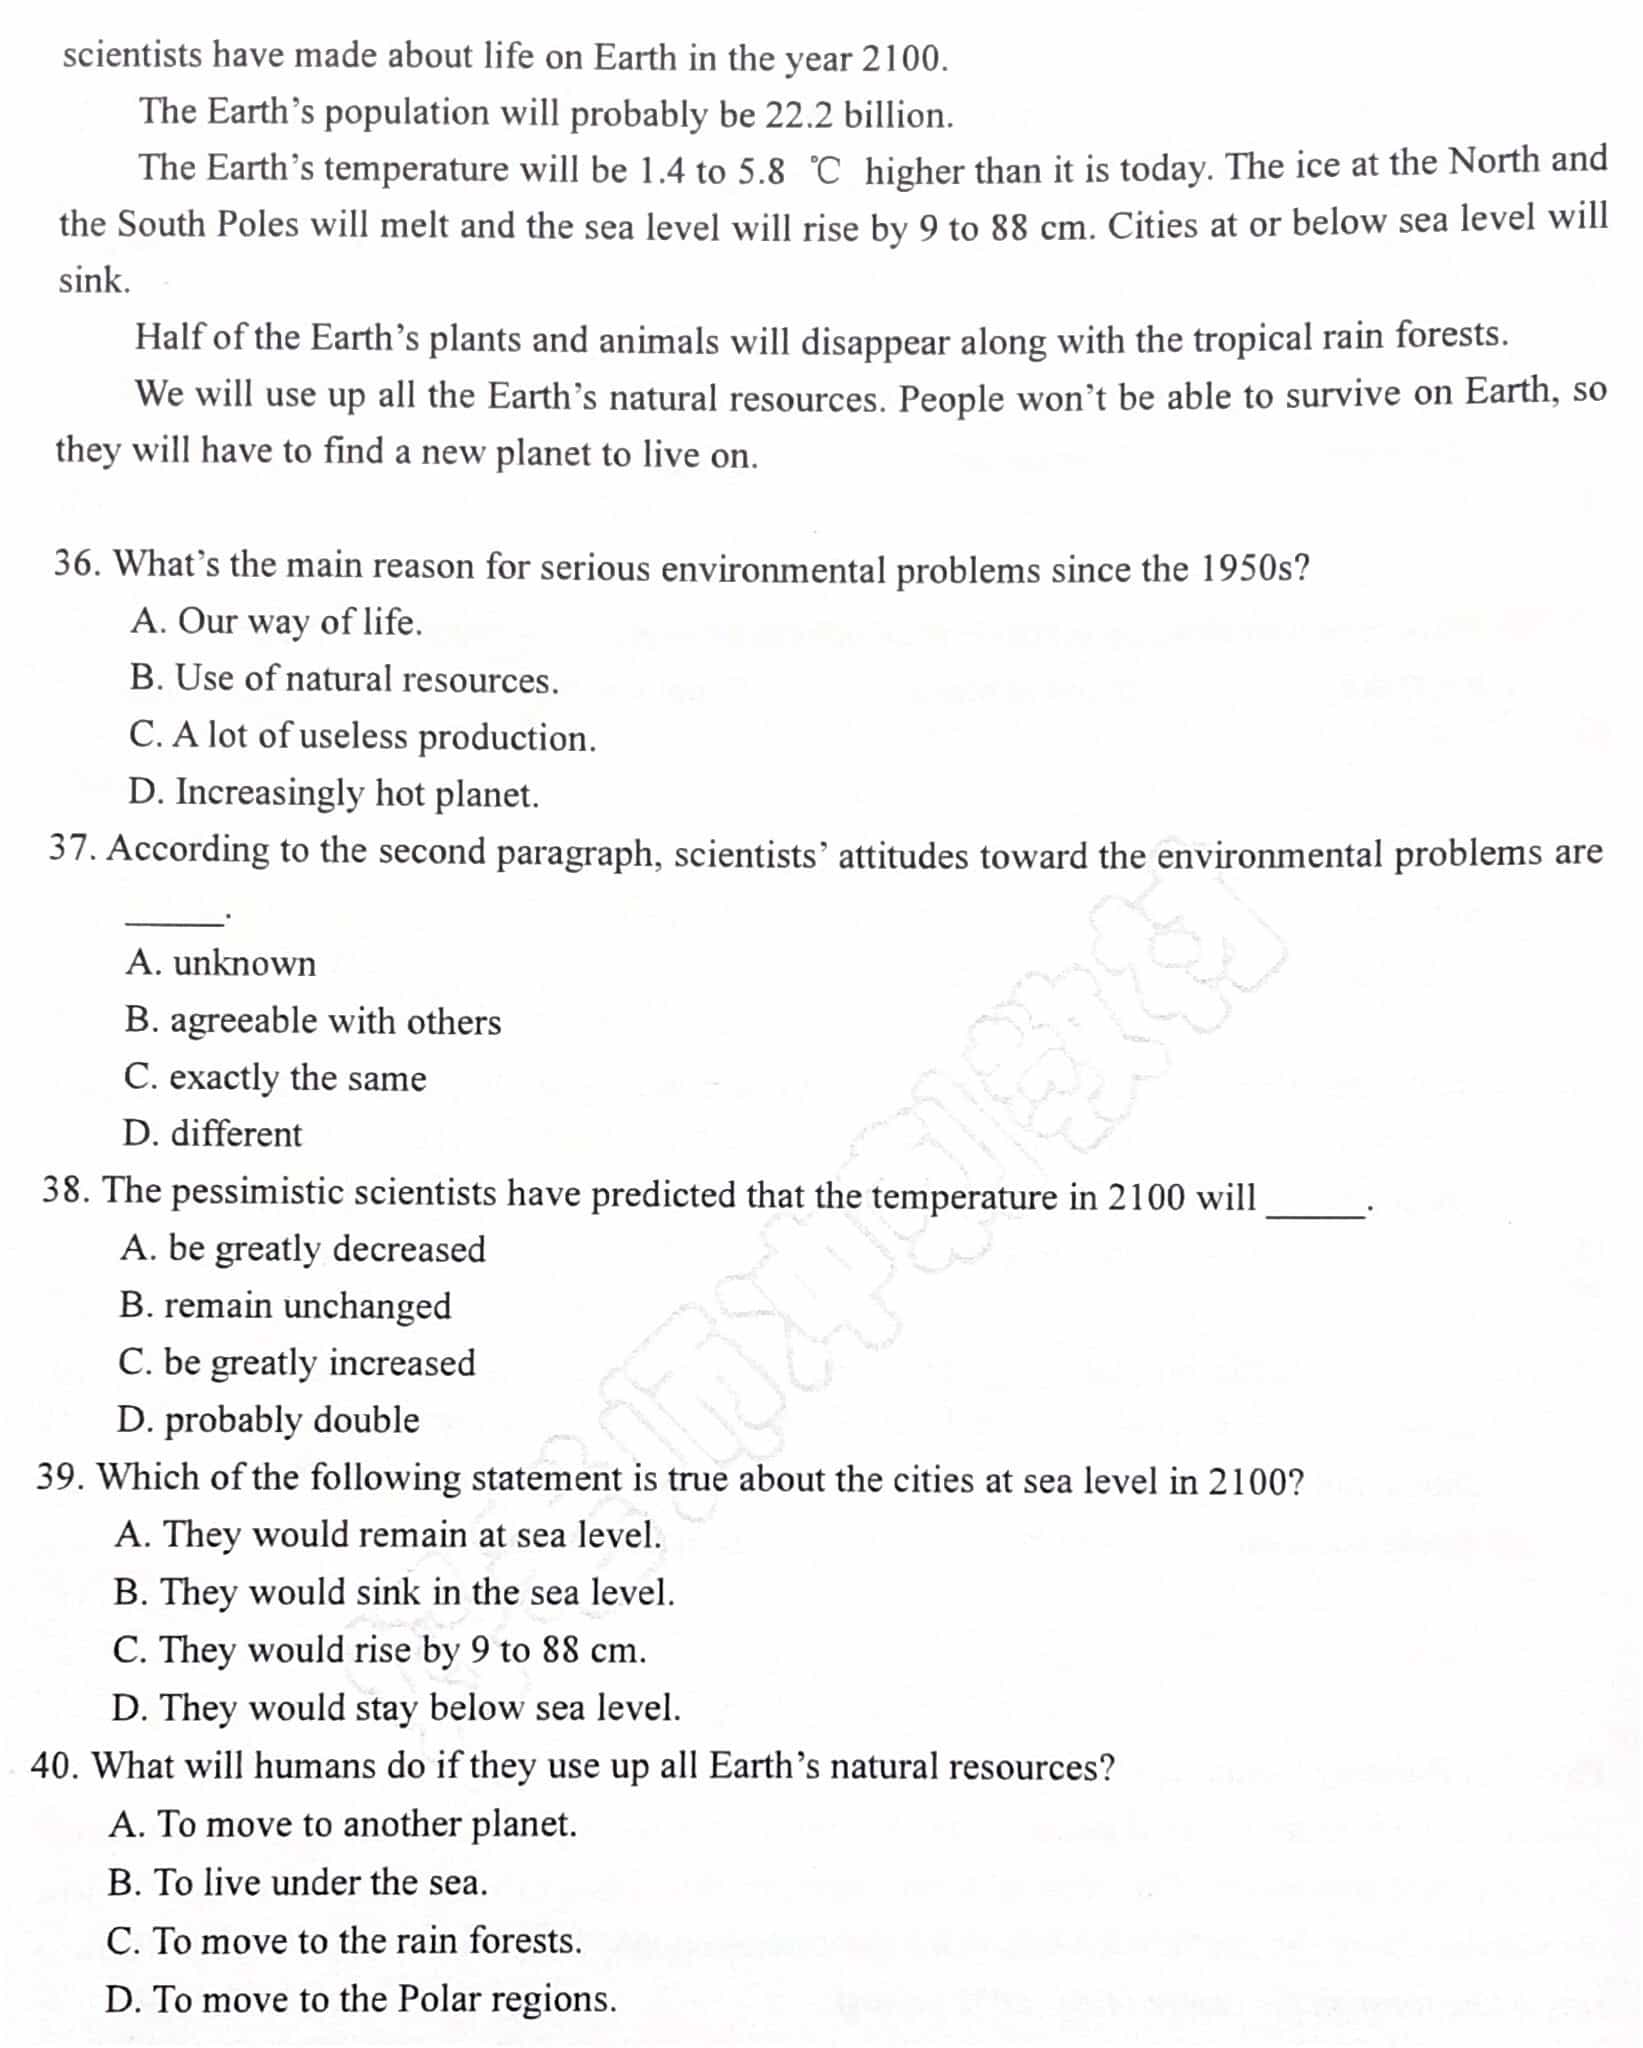 scientists have made about life on Earth in the year 2100.
The Earth's population will probably be 22.2 billion.
The Earth's temperature will be 1.4 to 5.8 ℃ higher than it is today. The ice at the North and
the South Poles will melt and the sea level will rise by 9 to 88 cm. Cities at or below sea level will
sink.
Half of the Earth's plants and animals will disappear along with the tropical rain forests.
We will use up all the Earth's natural resources. People won't be able to survive on Earth, so
they will have to find a new planet to live on.
36. What's the main reason for serious environmental problems since the 1950s?
A. Our way of life.
B. Use of natural resources.
C. A lot of useless production.
D. Increasingly hot planet.
37. According to the second paragraph, scientists' attitudes toward the environmental problems are
_____.
A. unknown
B. agreeable with others
C. exactly the same
D. different
38. The pessimistic scientists have predicted that the temperature in 2100 will _____.
A. be greatly decreased
B. remain unchanged
C. be greatly increased
D. probably double
39. Which of the following statement is true about the cities at sea level in 2100?
A. They would remain at sea level.
B. They would sink in the sea level.
C. They would rise by 9 to 88 cm.
D. They would stay below sea level.
40. What will humans do if they use up all Earth's natural resources?
A. To move to another planet.
B. To live under the sea.
C. To move to the rain forests.
D. To move to the Polar regions.